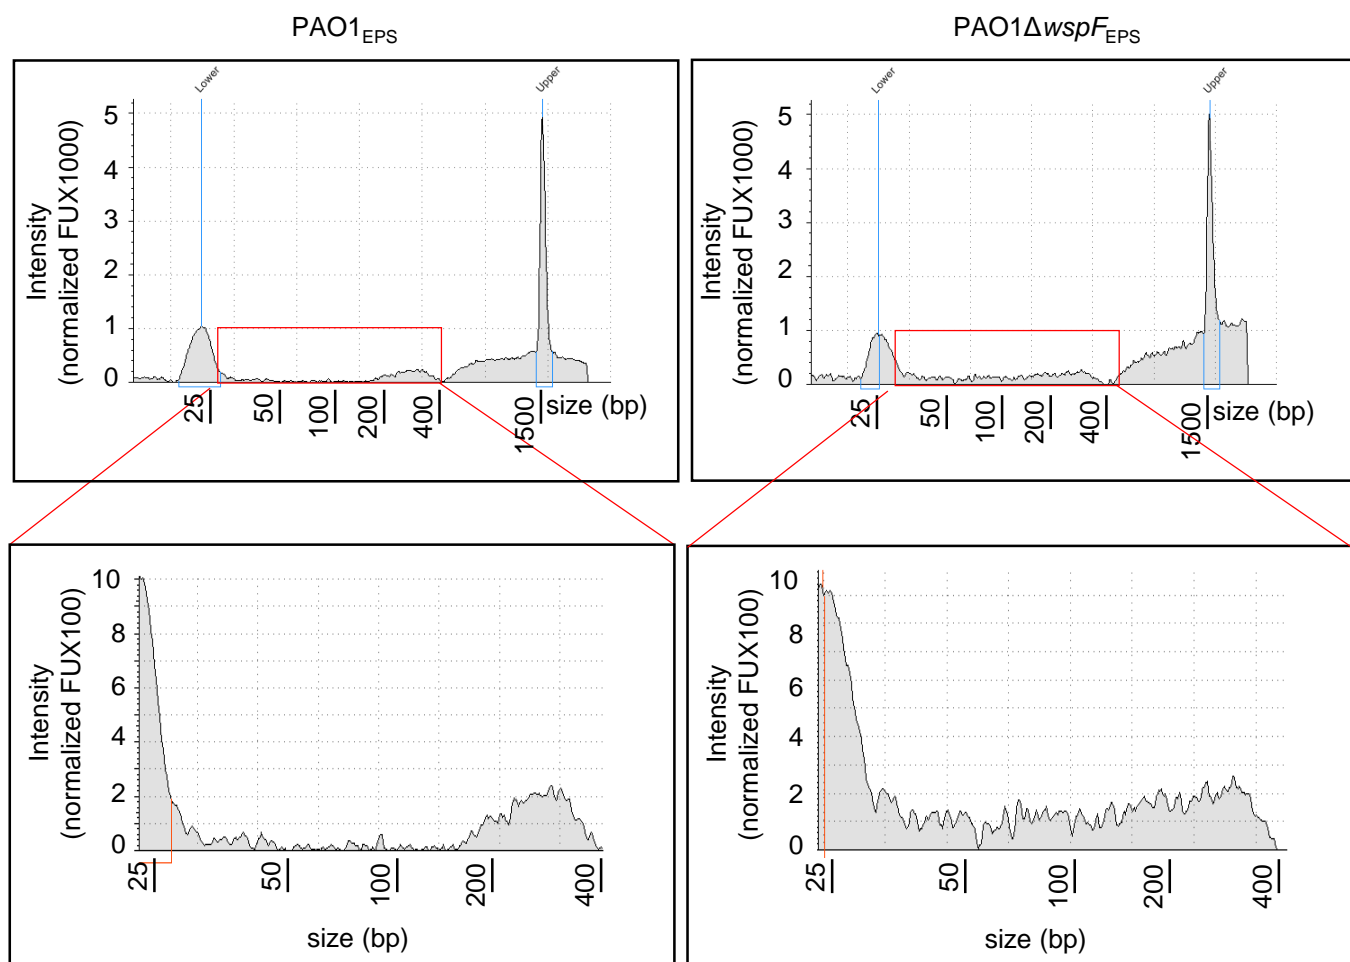 PAO1EPS
PAO1ΔwspFEPS
Lower
Upper
Intensity
(normalized FUX1000)
5
4
3
2
1
0
25
50
100
200
400
1500
size (bp)
Lower
Upper
Intensity
(normalized FUX1000)
5
4
3
2
1
0
25
50
100
200
400
1500
size (bp)
Intensity
(normalized FUX100)
10
8
6
4
2
0
25
50
100
200
400
size (bp)
Intensity
(normalized FUX100)
10
8
6
4
2
0
25
50
100
200
400
size (bp)